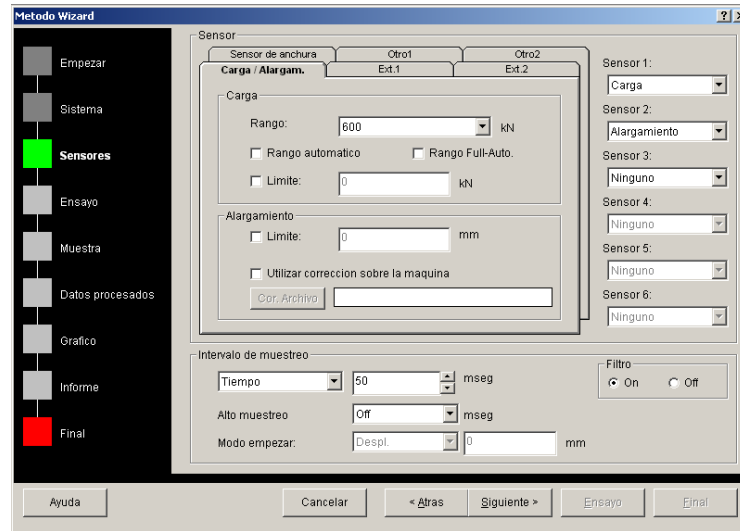 Metodo Wizard
Empezar
Sistema
Sensores
Ensayo
Muestra
Datos procesados
Grafico
Informe
Final
Sensor
Sensor de anchura Otro1 Otro2
Carga / Alargam. Ext.1 Ext.2
Carga
Rango: 600 kN
Rango automatico Rango Full-Auto.
Limite: 0 kN
Alargamiento
Limite: 0 mm
Utilizar correccion sobre la maquina
Cor. Archivo
Sensor 1:
Carga
Sensor 2:
Alargamiento
Sensor 3:
Ninguno
Sensor 4:
Ninguno
Sensor 5:
Ninguno
Sensor 6:
Ninguno
Intervalo de muestreo
Tiempo 50 mseg
Alto muestreo Off mseg
Modo empezar: Despl. 0 mm
Filtro
On Off
Ayuda Cancelar < Atras Siguiente > Ensayo Final